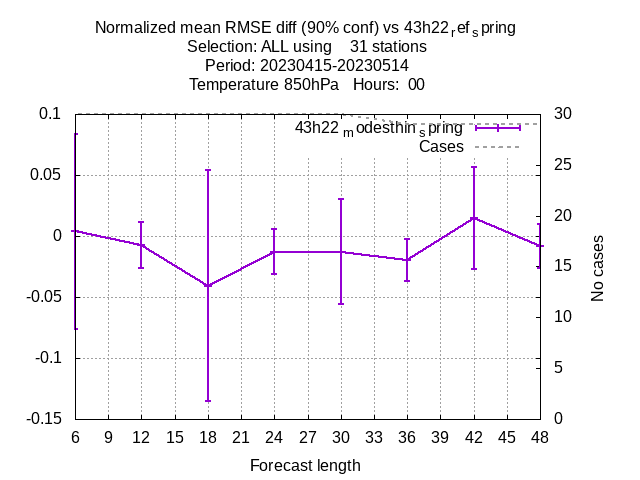 Normalized mean RMSE diff (90% conf) vs 43h22refspring
Selection: ALL using 31 stations
Period: 20230415-20230514
Temperature 850hPa Hours: 00
0.1
0.05
0
-0.05
-0.1
-0.15
43h22modesthinspring
Cases
30
25
20
15
10
5
0
No cases
6 9 12 15 18 21 24 27 30 33 36 39 42 45 48
Forecast length